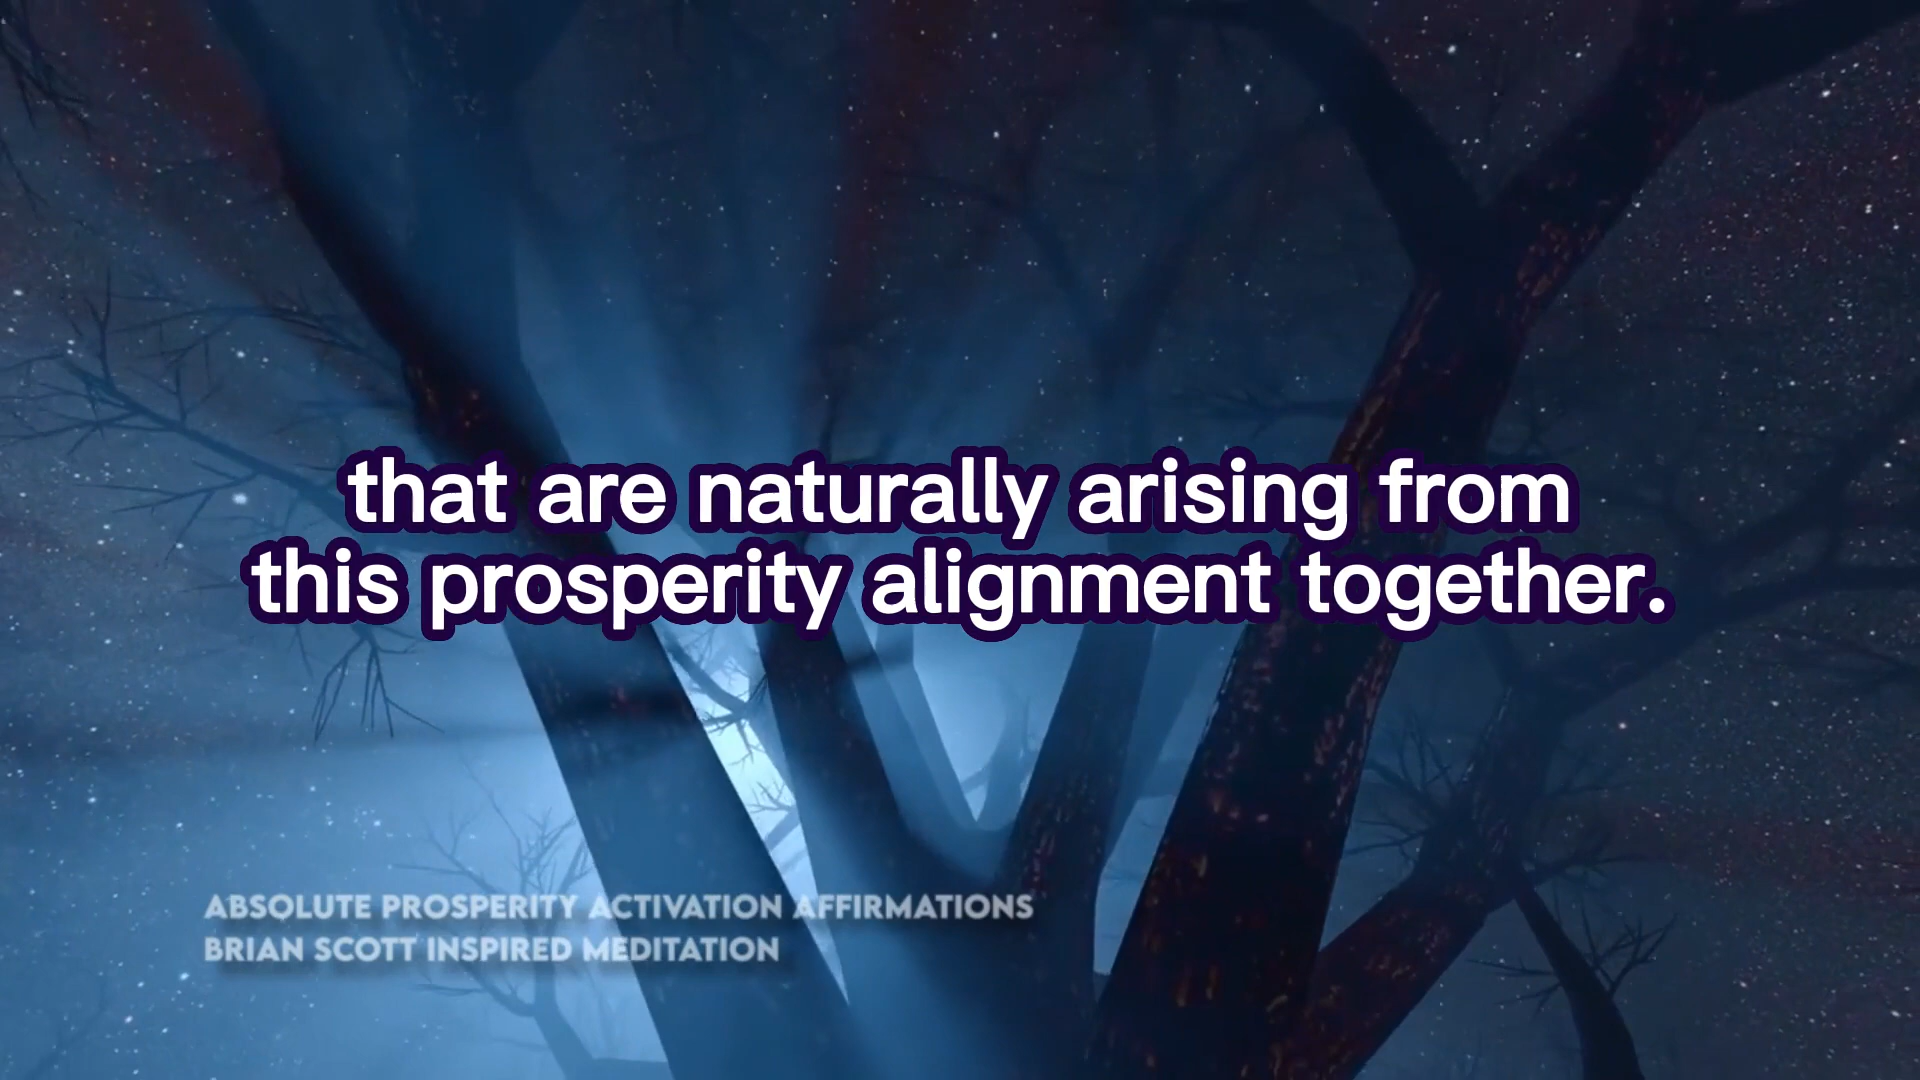 that are naturally arising from
this prosperity alignment together.
ABSOLUTE PROSPERITY ACTIVATION AFFIRMATIONS
BRIAN SCOTT INSPIRED MEDITATION